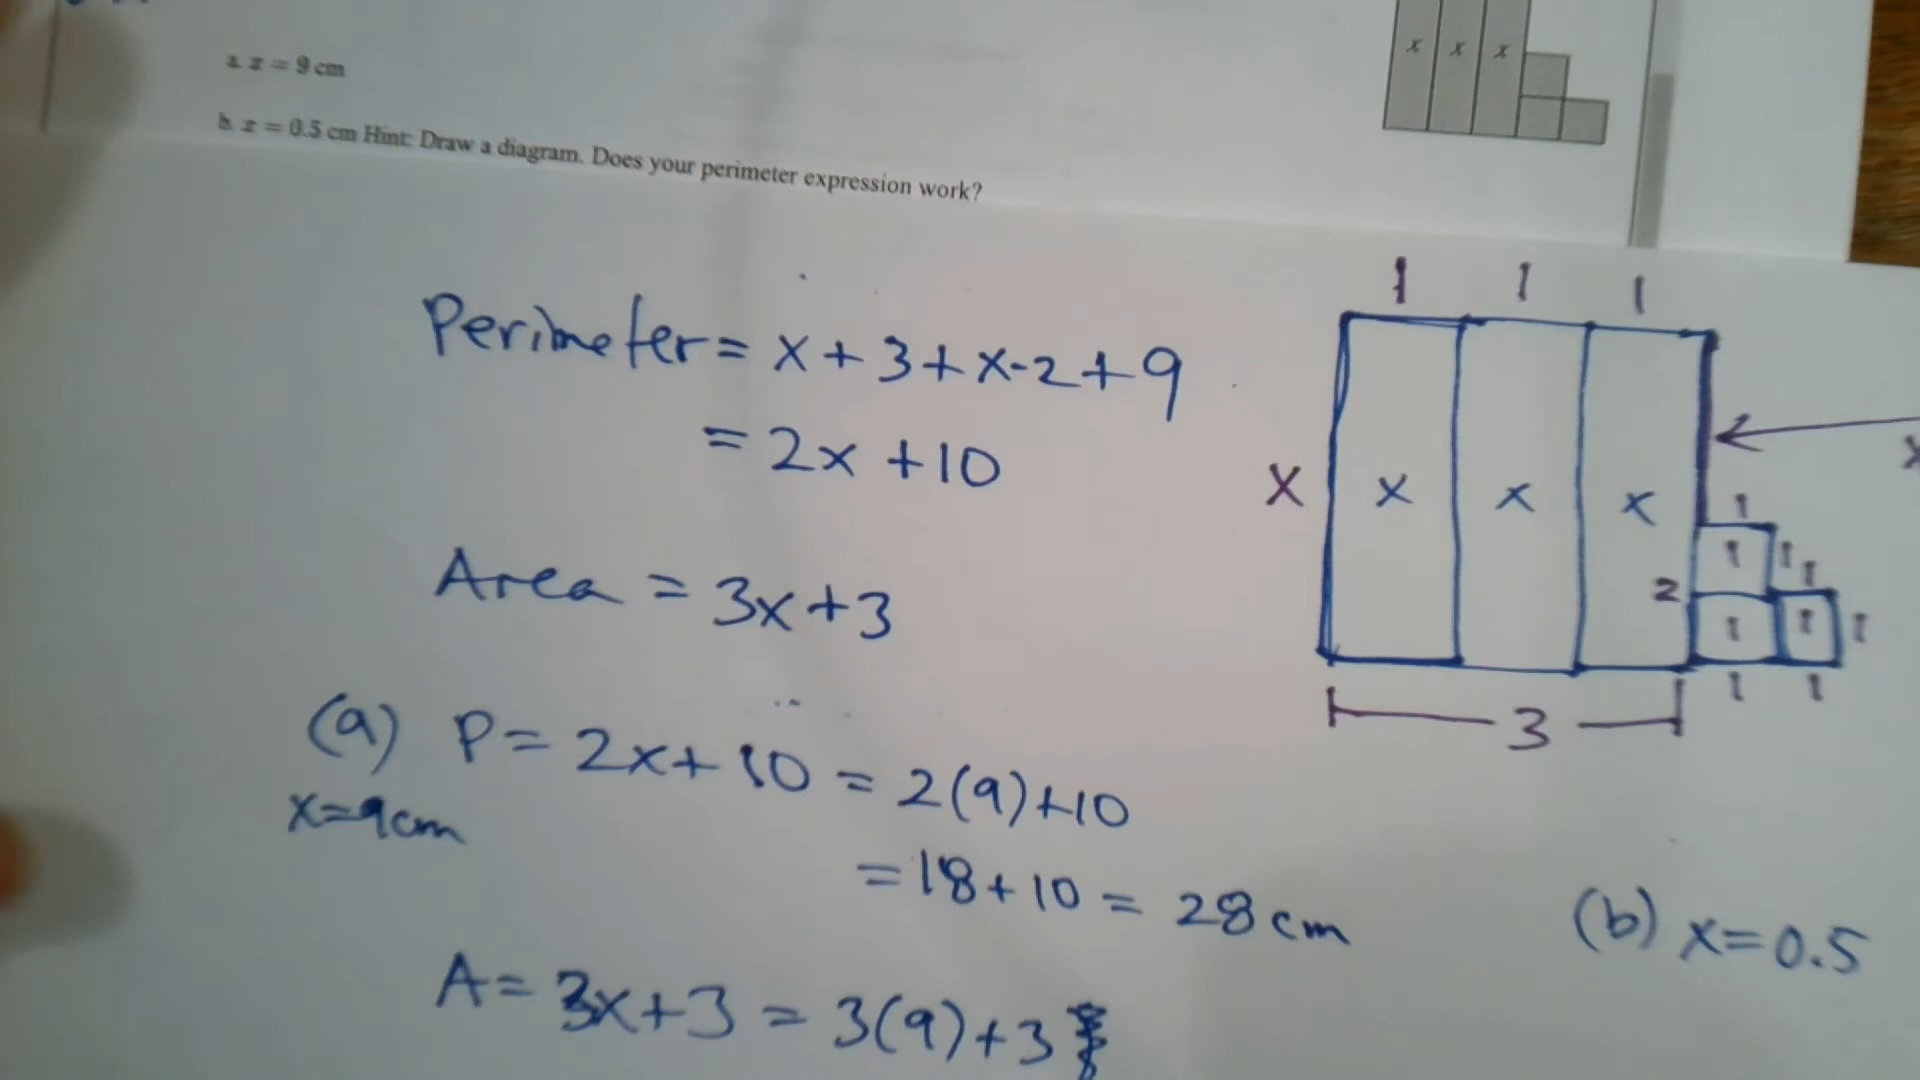 a. x = 9 cm
b. x = 0.5 cm Hint: Draw a diagram. Does your perimeter expression work?
x x x
Perimeter = x + 3 + x - 2 + 9
= 2x + 10
Area = 3x + 3
(a) P = 2x + 10 = 2(9) + 10
x = 9cm
= 18 + 10 = 28 cm
A = 3x + 3 = 3(9) + 3
(b) x = 0.5
1 1 1
x x x x
x
1
1 1 1
2
1 1 1
1 1
3